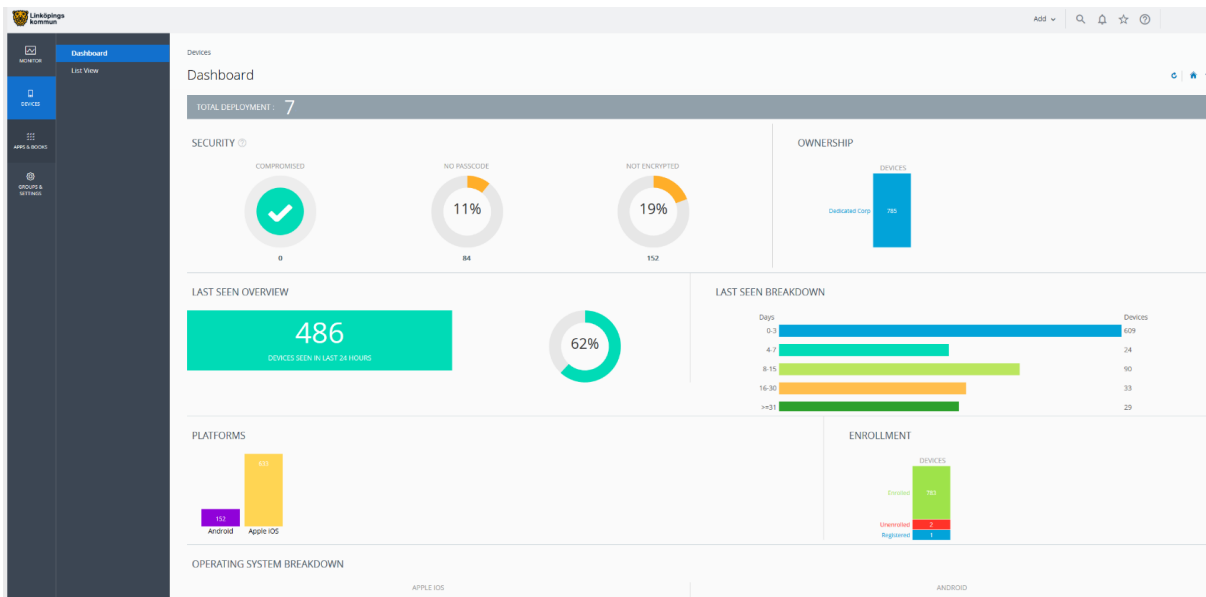 Linköpings
kommun
Add
MONITOR
DEVICES
APPS & BOOKS
GROUPS &
SETTINGS
Dashboard
List View
Devices
Dashboard
TOTAL DEPLOYMENT : 7
SECURITY
COMPROMISED
0
NO PASSCODE
11%
84
NOT ENCRYPTED
19%
152
OWNERSHIP
DEVICES
Dedicated Corp 785
LAST SEEN OVERVIEW
486
DEVICES SEEN IN LAST 24 HOURS
62%
LAST SEEN BREAKDOWN
Days Devices
0-3 609
4-7 24
8-15 90
16-30 33
>=31 29
PLATFORMS
152
Android Apple iOS
ENROLLMENT
DEVICES
Enrolled 782
Unenrolled 2
Registered 1
OPERATING SYSTEM BREAKDOWN
APPLE IOS
ANDROID